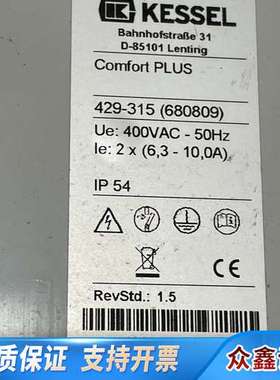 KESSEL
Bahnhofstraße 31
D-85101 Lenting
Comfort PLUS
429-315 (680809)
Ue: 400VAC - 50Hz
Ie: 2 x (6,3 - 10,0A)
IP 54
CE
RevStd.: 1.5
质保证 支持开票 众鑫